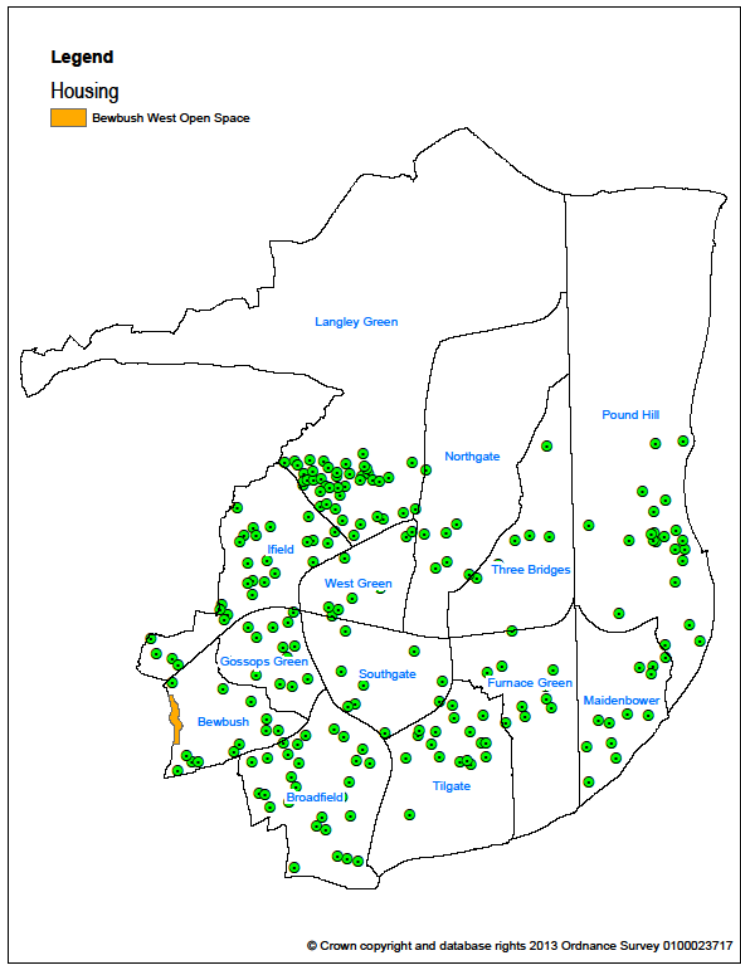 Legend
Housing
Bewbush West Open Space
Langley Green
Pound Hill
Northgate
Ifield
Three Bridges
West Green
Gossops Green
Southgate
Furnace Green
Maidenbower
Bewbush
Tilgate
Broadfield
© Crown copyright and database rights 2013 Ordnance Survey 0100023717